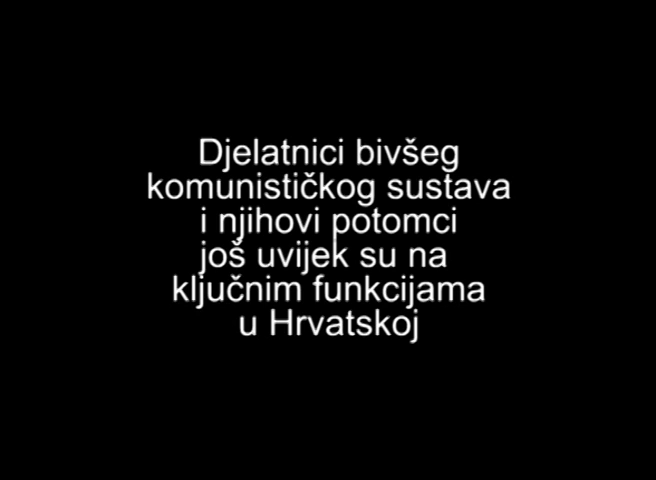 Djelatnici bivšeg
komunističkog sustava
i njihovi potomci
još uvijek su na
ključnim funkcijama
u Hrvatskoj